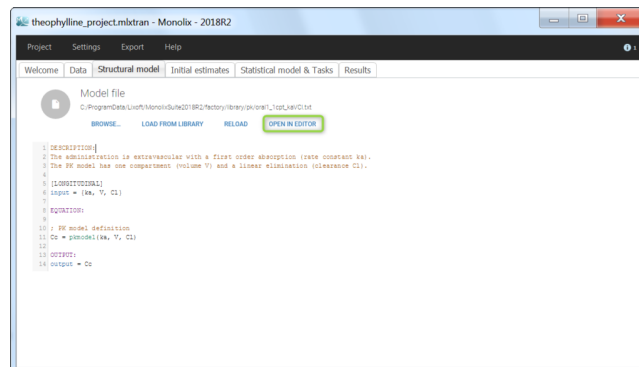 theophylline_project.mlxtran - Monolix - 2018R2
Project Settings Export Help
Welcome Data Structural model Initial estimates Statistical model & Tasks Results
Model file
C:/ProgramData/Lixoft/MonolixSuite2018R2/factory/library/pk/oral1_1cpt_kaVCl.txt
BROWSE... LOAD FROM LIBRARY RELOAD OPEN IN EDITOR
1 DESCRIPTION:
2 The administration is extravascular with a first order absorption (rate constant ka).
3 The PK model has one compartment (volume V) and a linear elimination (clearance Cl).
4
5 [LONGITUDINAL]
6 input = {ka, V, Cl}
7
8 EQUATION:
9
10 ; PK model definition
11 Cc = pkmodel(ka, V, Cl)
12
13 OUTPUT:
14 output = Cc